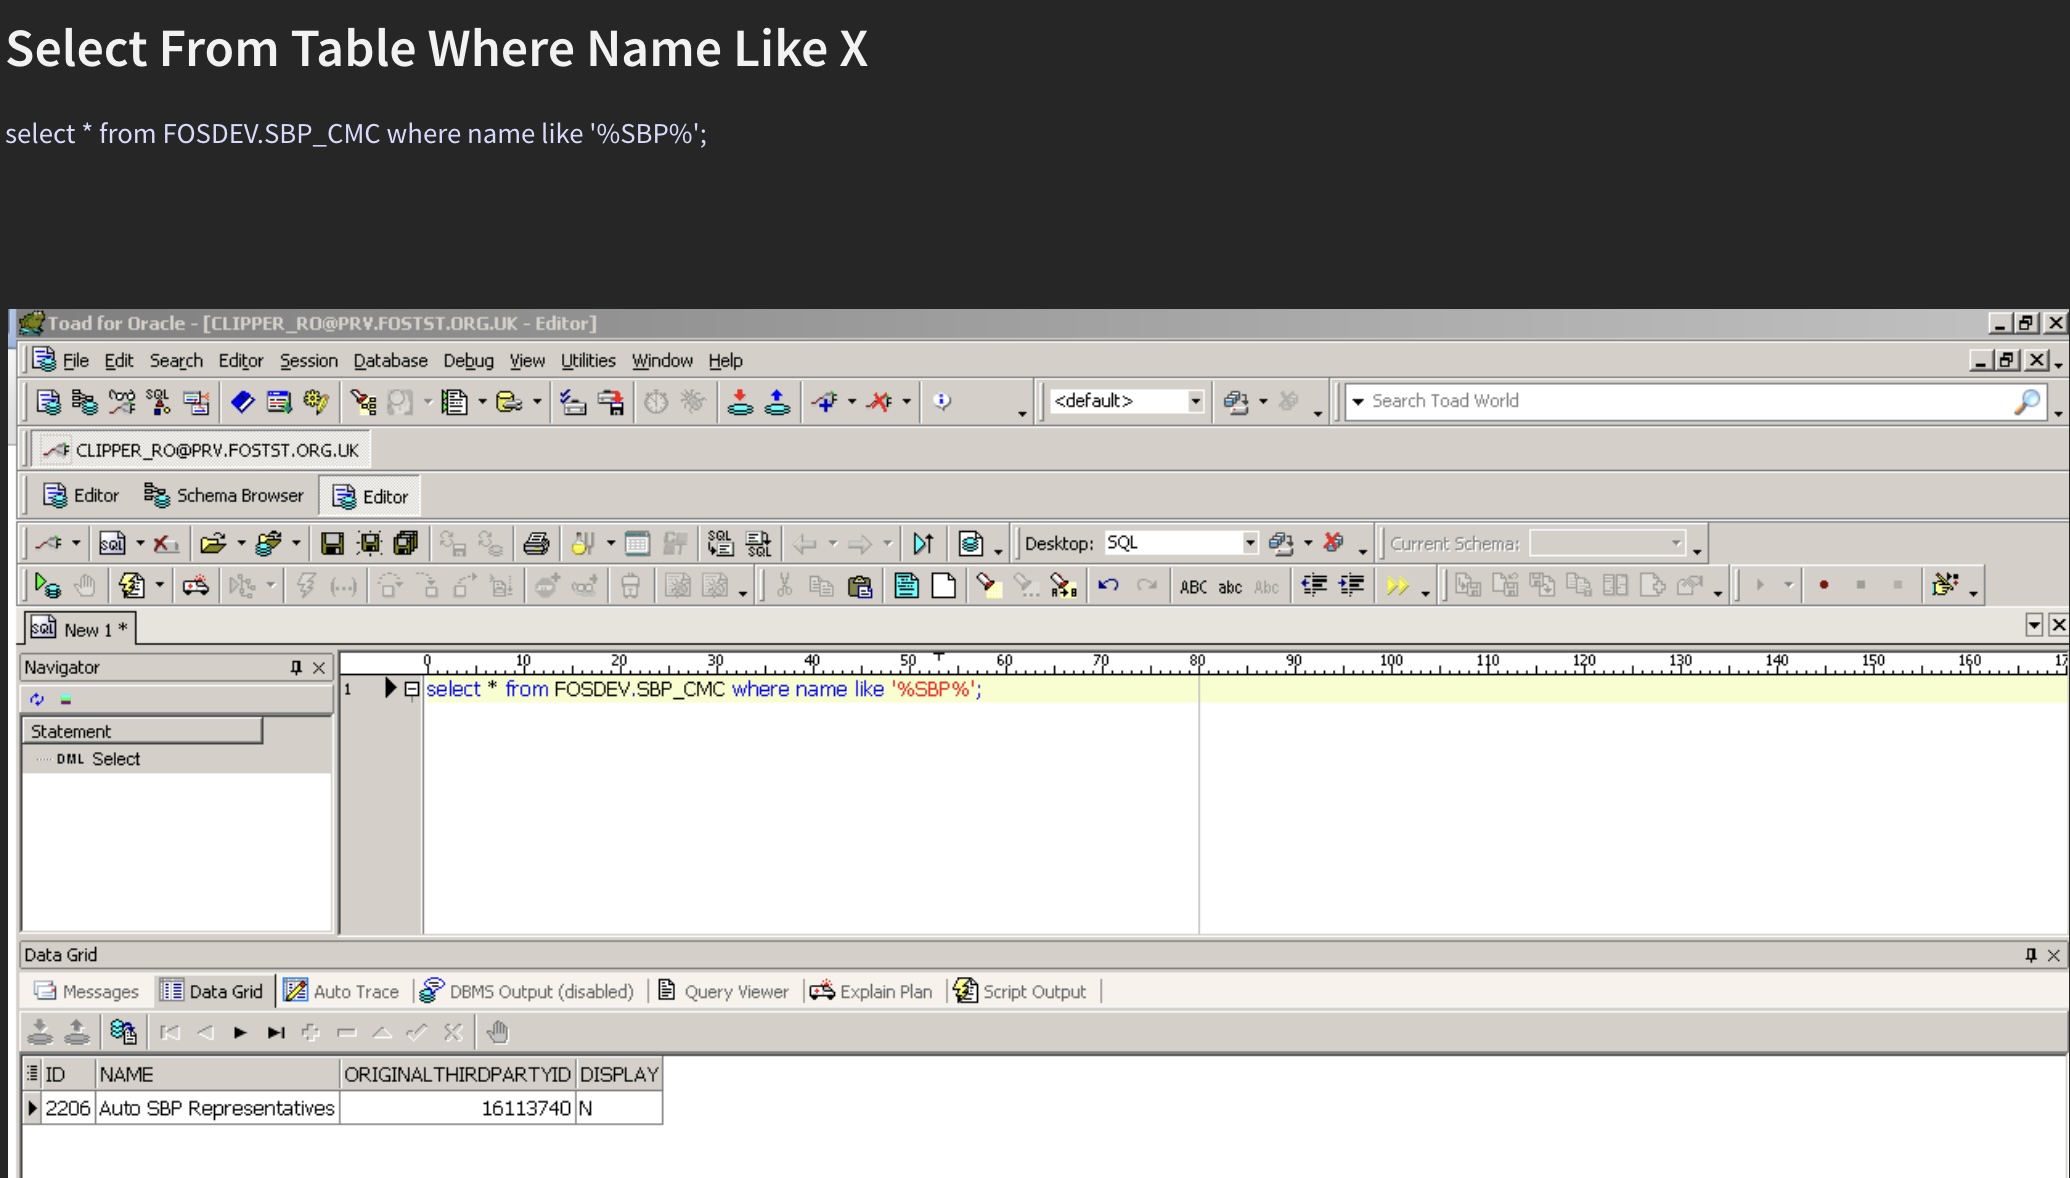 Select From Table Where Name Like X
select * from FOSDEV.SBP_CMC where name like '%SBP%';
Toad for Oracle - [CLIPPER_RO@PRV.FOSTST.ORG.UK - Editor]
File Edit Search Editor Session Database Debug View Utilities Window Help
<default> Search Toad World
CLIPPER_RO@PRV.FOSTST.ORG.UK
Editor Schema Browser Editor
Desktop: SQL Current Schema:
ABC abc Abc
New 1 *
Navigator
0 10 20 30 40 50 60 70 80 90 100 110 120 130 140 150 160
1 select * from FOSDEV.SBP_CMC where name like '%SBP%';
Statement
DML Select
Data Grid
Messages Data Grid Auto Trace DBMS Output (disabled) Query Viewer Explain Plan Script Output
ID NAME ORIGINALTHIRDPARTYID DISPLAY
2206 Auto SBP Representatives 16113740 N